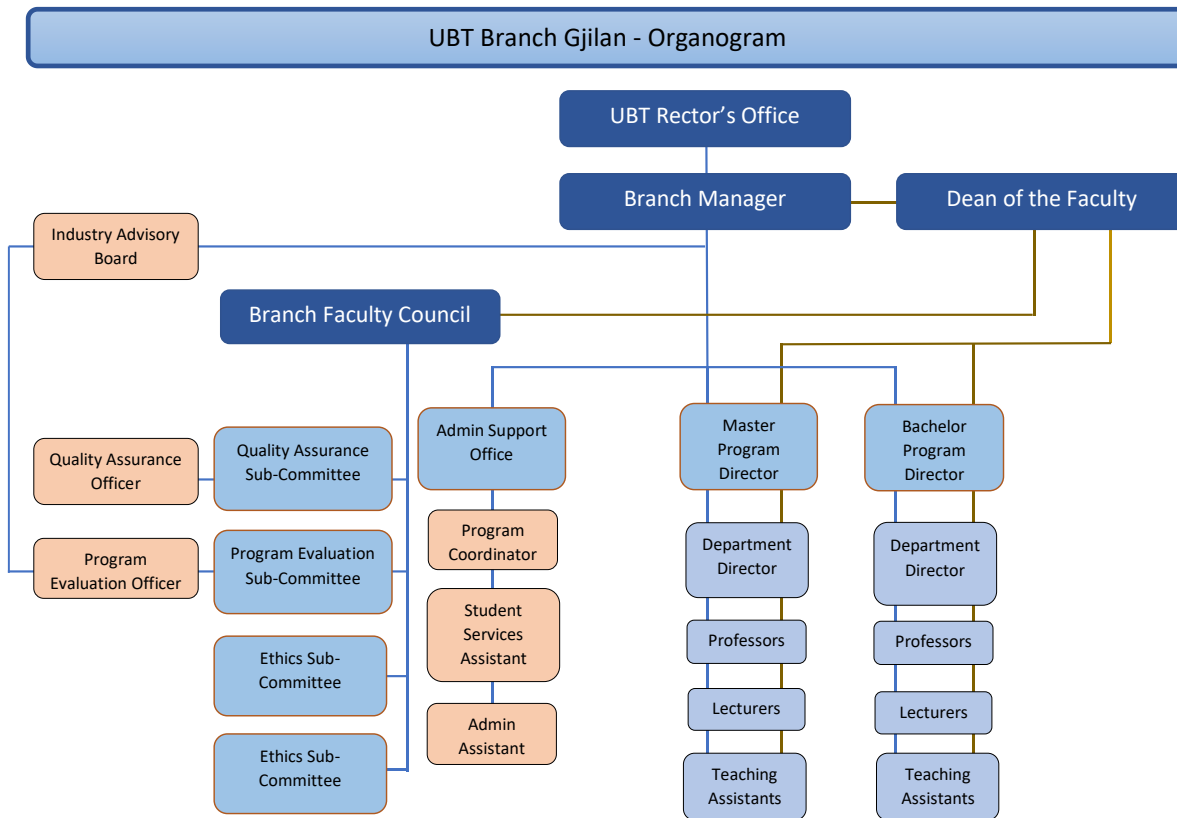 UBT Branch Gjilan - Organogram
UBT Rector's Office
Branch Manager
Dean of the Faculty
Industry Advisory
Board
Branch Faculty Council
Admin Support
Office
Master
Program
Director
Bachelor
Program
Director
Quality Assurance
Officer
Quality Assurance
Sub-Committee
Program
Coordinator
Department
Director
Department
Director
Program
Evaluation Officer
Program Evaluation
Sub-Committee
Student
Services
Assistant
Professors
Professors
Ethics Sub-
Committee
Lecturers
Lecturers
Admin
Assistant
Ethics Sub-
Committee
Teaching
Assistants
Teaching
Assistants